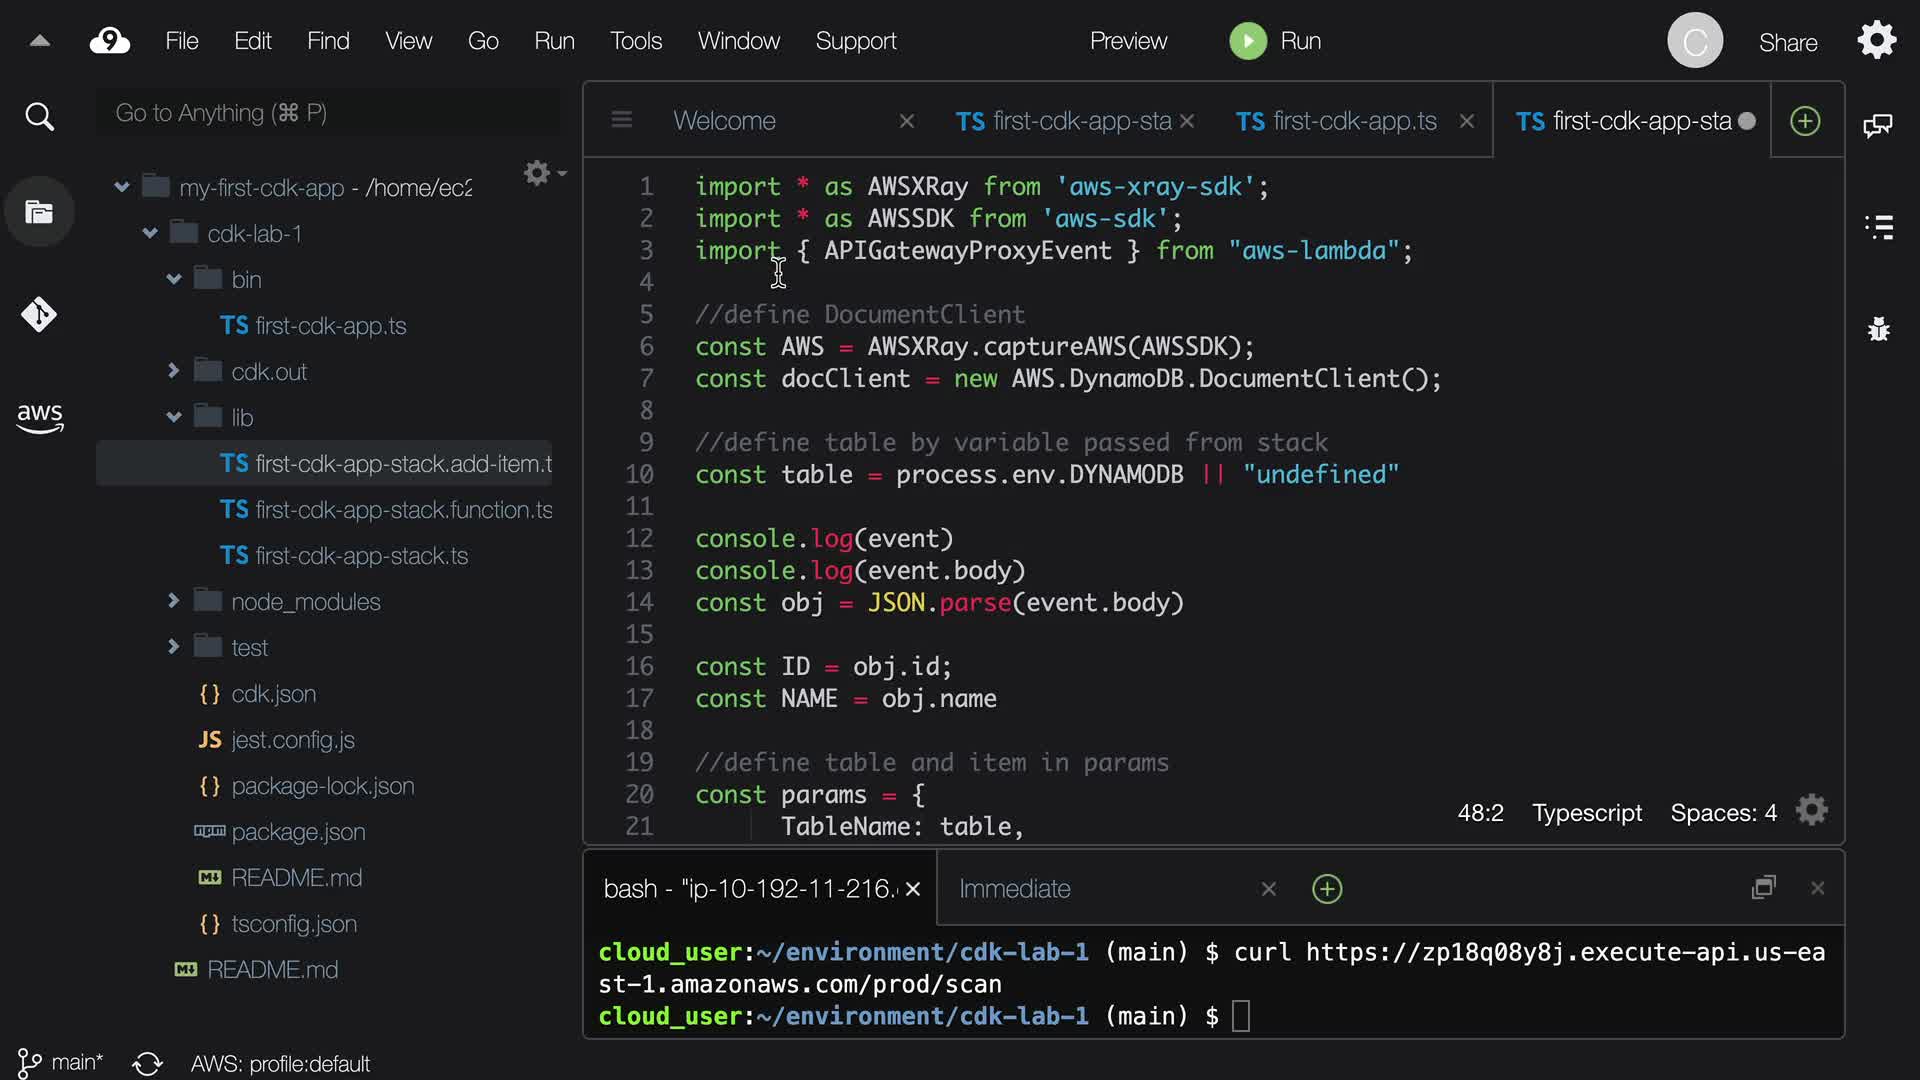 9 File Edit Find View Go Run Tools Window Support Preview Run C Share
Go to Anything (⌘ P)
my-first-cdk-app - /home/ec2
cdk-lab-1
bin
TS first-cdk-app.ts
cdk.out
aws
lib
TS first-cdk-app-stack.add-item.t
TS first-cdk-app-stack.function.ts
TS first-cdk-app-stack.ts
node_modules
test
{} cdk.json
JS jest.config.js
{} package-lock.json
npm package.json
M↓ README.md
{} tsconfig.json
M↓ README.md
Welcome × TS first-cdk-app-sta × TS first-cdk-app.ts × TS first-cdk-app-sta
1 import * as AWSXRay from 'aws-xray-sdk';
2 import * as AWSSDK from 'aws-sdk';
3 import { APIGatewayProxyEvent } from "aws-lambda";
4
5 //define DocumentClient
6 const AWS = AWSXRay.captureAWS(AWSSDK);
7 const docClient = new AWS.DynamoDB.DocumentClient();
8
9 //define table by variable passed from stack
10 const table = process.env.DYNAMODB || "undefined"
11
12 console.log(event)
13 console.log(event.body)
14 const obj = JSON.parse(event.body)
15
16 const ID = obj.id;
17 const NAME = obj.name
18
19 //define table and item in params
20 const params = {
21 TableName: table,
48:2 Typescript Spaces: 4
bash - "ip-10-192-11-216. × Immediate ×
cloud_user:~/environment/cdk-lab-1 (main) $ curl https://zp18q08y8j.execute-api.us-ea
st-1.amazonaws.com/prod/scan
cloud_user:~/environment/cdk-lab-1 (main) $
main* AWS: profile:default